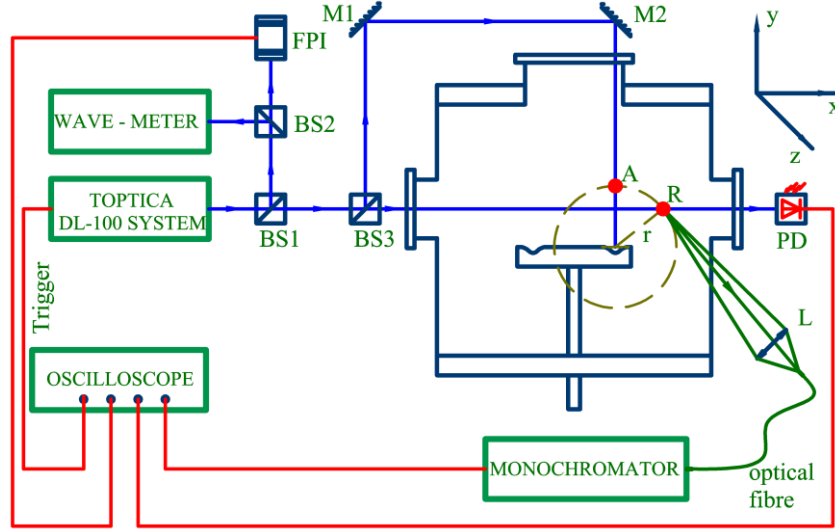 M1
M2
FPI
y
WAVE - METER
BS2
x
z
TOPTICA
DL-100 SYSTEM
A
R
BS1
BS3
r
PD
Trigger
L
OSCILLOSCOPE
MONOCHROMATOR
optical
fibre